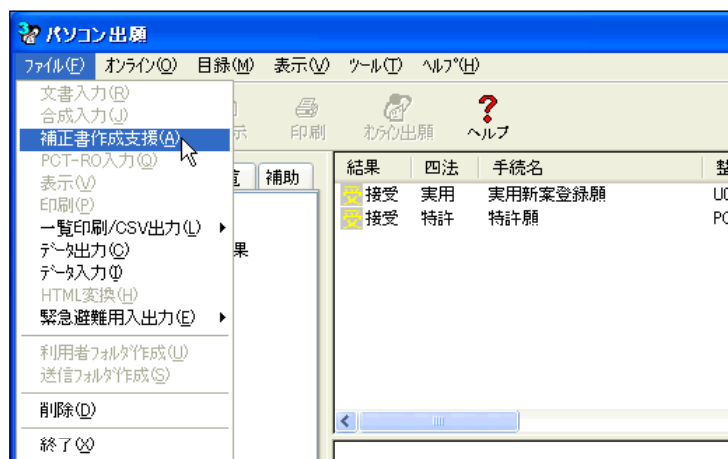 パソコン出願
ファイル(F) オンライン(O) 目録(M) 表示(V) ツール(T) ヘルプ(H)
文書入力(R)
合成入力(J)
補正書作成支援(A)
PCT-RO入力(Q)
表示(V)
印刷(P)
一覧印刷/CSV出力(L)
データ出力(C)
データ入力(I)
HTML変換(H)
緊急避難用入出力(E)
利用者フォルダ作成(U)
送信フォルダ作成(S)
削除(D)
終了(X)
示 印刷 オンライン出願 ヘルプ
補助
果
結果 四法 手続名 整
受 接受 実用 実用新案登録願
受 接受 特許 特許願